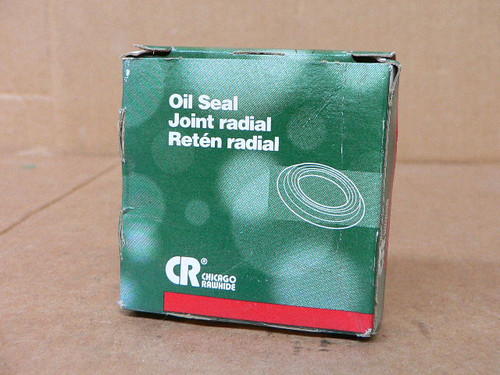 Oil Seal
Joint radial
Retén radial
CR®
CHICAGO
RAWHIDE